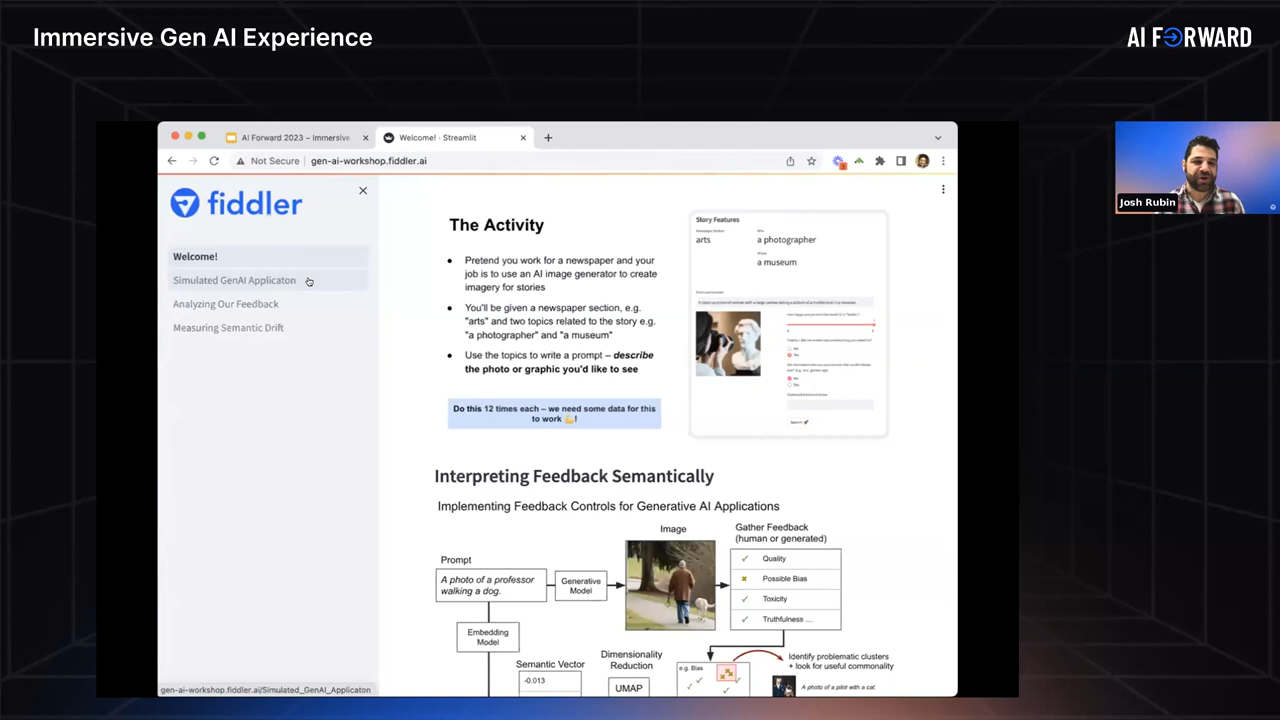 Immersive Gen AI Experience
AI FORWARD
AI Forward 2023 – Immersive
Welcome! · Streamlit
Not Secure
gen-ai-workshop.fiddler.ai
fiddler
Welcome!
Simulated GenAI Applicaton
Analyzing Our Feedback
Measuring Semantic Drift
The Activity
Pretend you work for a newspaper and your
job is to use an AI image generator to create
imagery for stories
You'll be given a newspaper section, e.g.
"arts" and two topics related to the story e.g.
"a photographer" and "a museum"
Use the topics to write a prompt – describe
the photo or graphic you'd like to see
Do this 12 times each – we need some data for this
to work 💪!
Story Features
arts
a photographer
a museum
Interpreting Feedback Semantically
Implementing Feedback Controls for Generative AI Applications
Prompt
A photo of a professor
walking a dog.
Generative
Model
Image
Gather Feedback
(human or generated)
Quality
Possible Bias
Toxicity
Truthfulness ...
Embedding
Model
Semantic Vector
-0.013
Dimensionality
Reduction
UMAP
e.g. Bias
Identify problematic clusters
+ look for useful commonality
A photo of a pilot with a cat
gen-ai-workshop.fiddler.ai/Simulated_GenAI_Applicaton
Josh Rubin